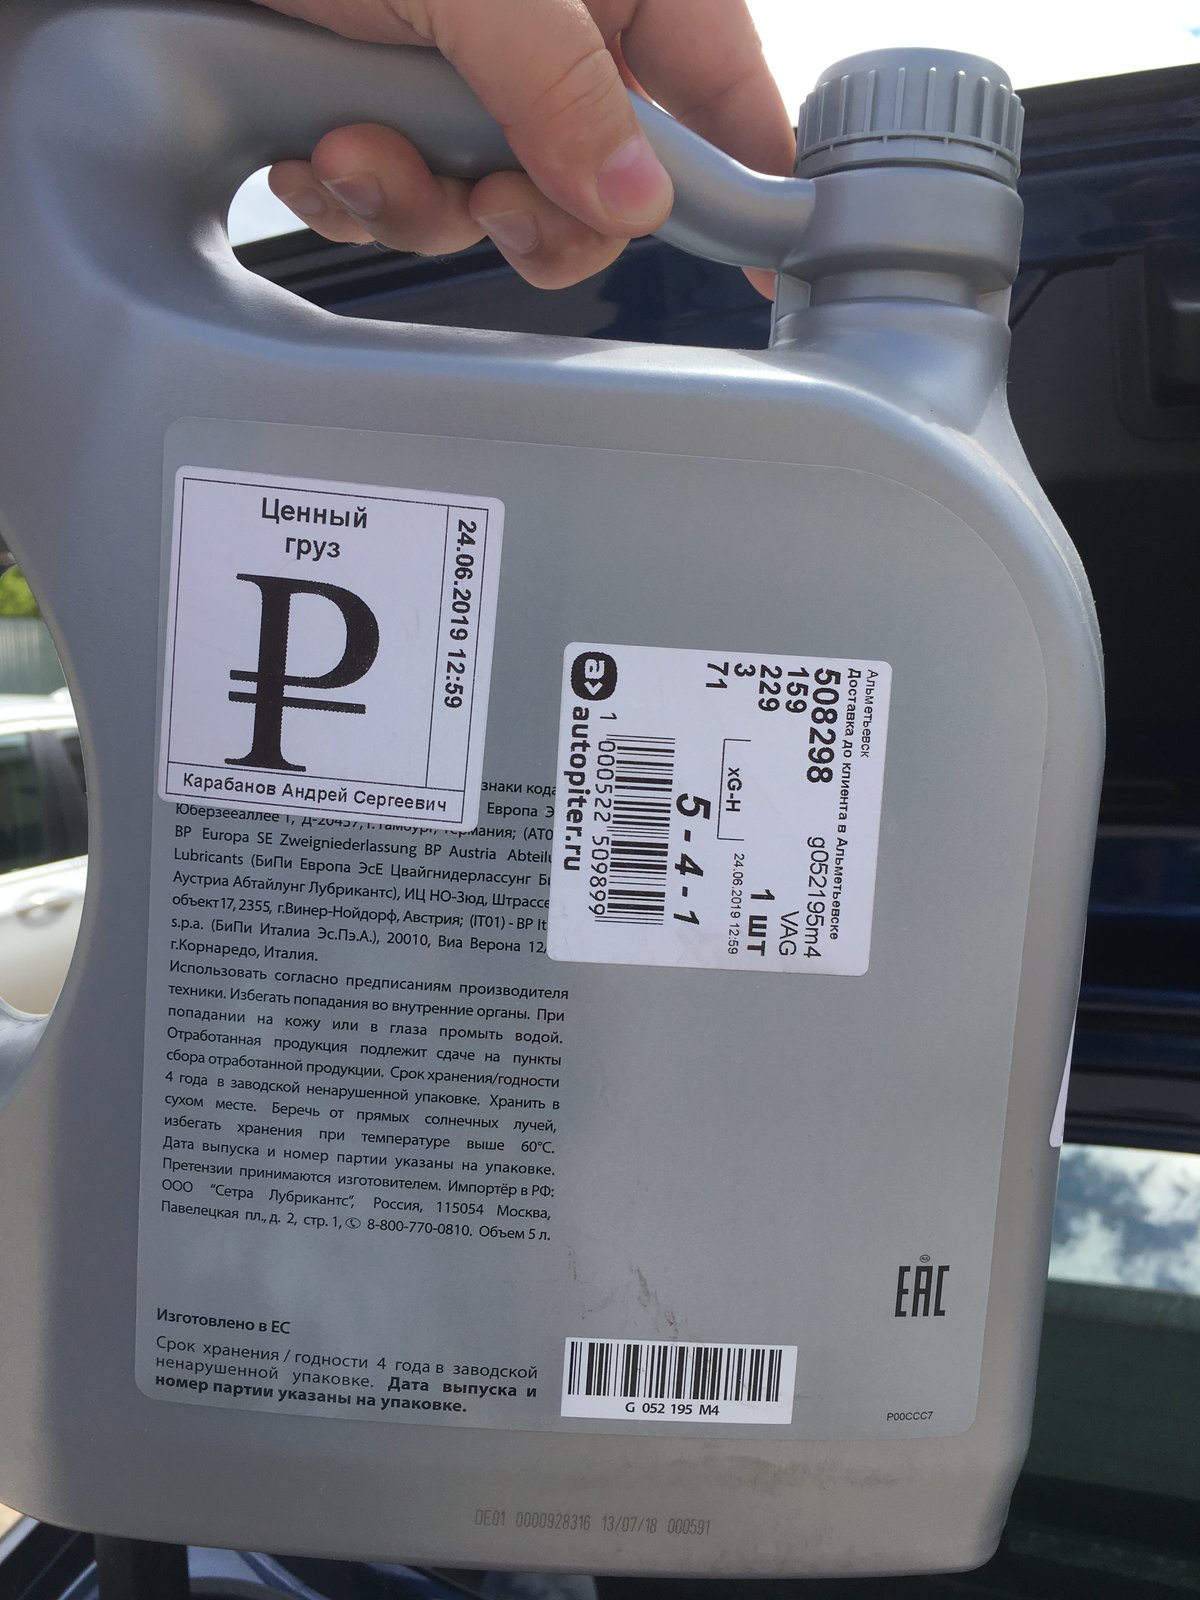 Ценный
груз
₽
24.06.2019 12:59
Карабанов Андрей Сергеевич
Альметьевск
Доставка до клиента в Альметьевске
508298
g052195m4
159
VAG
229
1 шт
3
24.06.2019 12:59
71
xG-H
5 - 4 - 1
1 000522 509899
a
autopiter.ru
знаки кода
Европа
Юберзееаллее 1, Д-20457, г. Гамбург, Германия; (AT0
BP Europa SE Zweigniederlassung BP Austria
Lubricants (БиПи Европа ЭсЕ Цвайгнидерлассунг
Аустриа Абтайлунг Лубрикантс), ИЦ НО-Зюд, Штрассе
объект17, 2355, г.Винер-Нойдорф, Австрия; (IT01) - BP
s.p.a. (БиПи Италиа Эс.Пэ.А.), 20010, Виа Верона 12/
г.Корнаредо, Италия.
Использовать согласно предписаниям производителя
техники. Избегать попадания во внутренние органы. При
попадании на кожу или в глаза промыть водой.
Отработанная продукция подлежит сдаче на пункты
сбора отработанной продукции. Срок хранения/годности
4 года в заводской ненарушенной упаковке. Хранить в
сухом месте. Беречь от прямых солнечных лучей,
избегать хранения при температуре выше 60°С.
Дата выпуска и номер партии указаны на упаковке.
Претензии принимаются изготовителем. Импортёр в РФ:
ООО "Сетра Лубрикантс", Россия, 115054 Москва,
Павелецкая пл., д. 2, стр. 1, ✆ 8-800-770-0810. Объем 5 л.
EAC
Изготовлено в ЕС
Срок хранения / годности 4 года в заводской
ненарушенной упаковке. Дата выпуска и
номер партии указаны на упаковке.
G 052 195 M4
P00CCC7
DE01 0000928316 13/07/18 000591